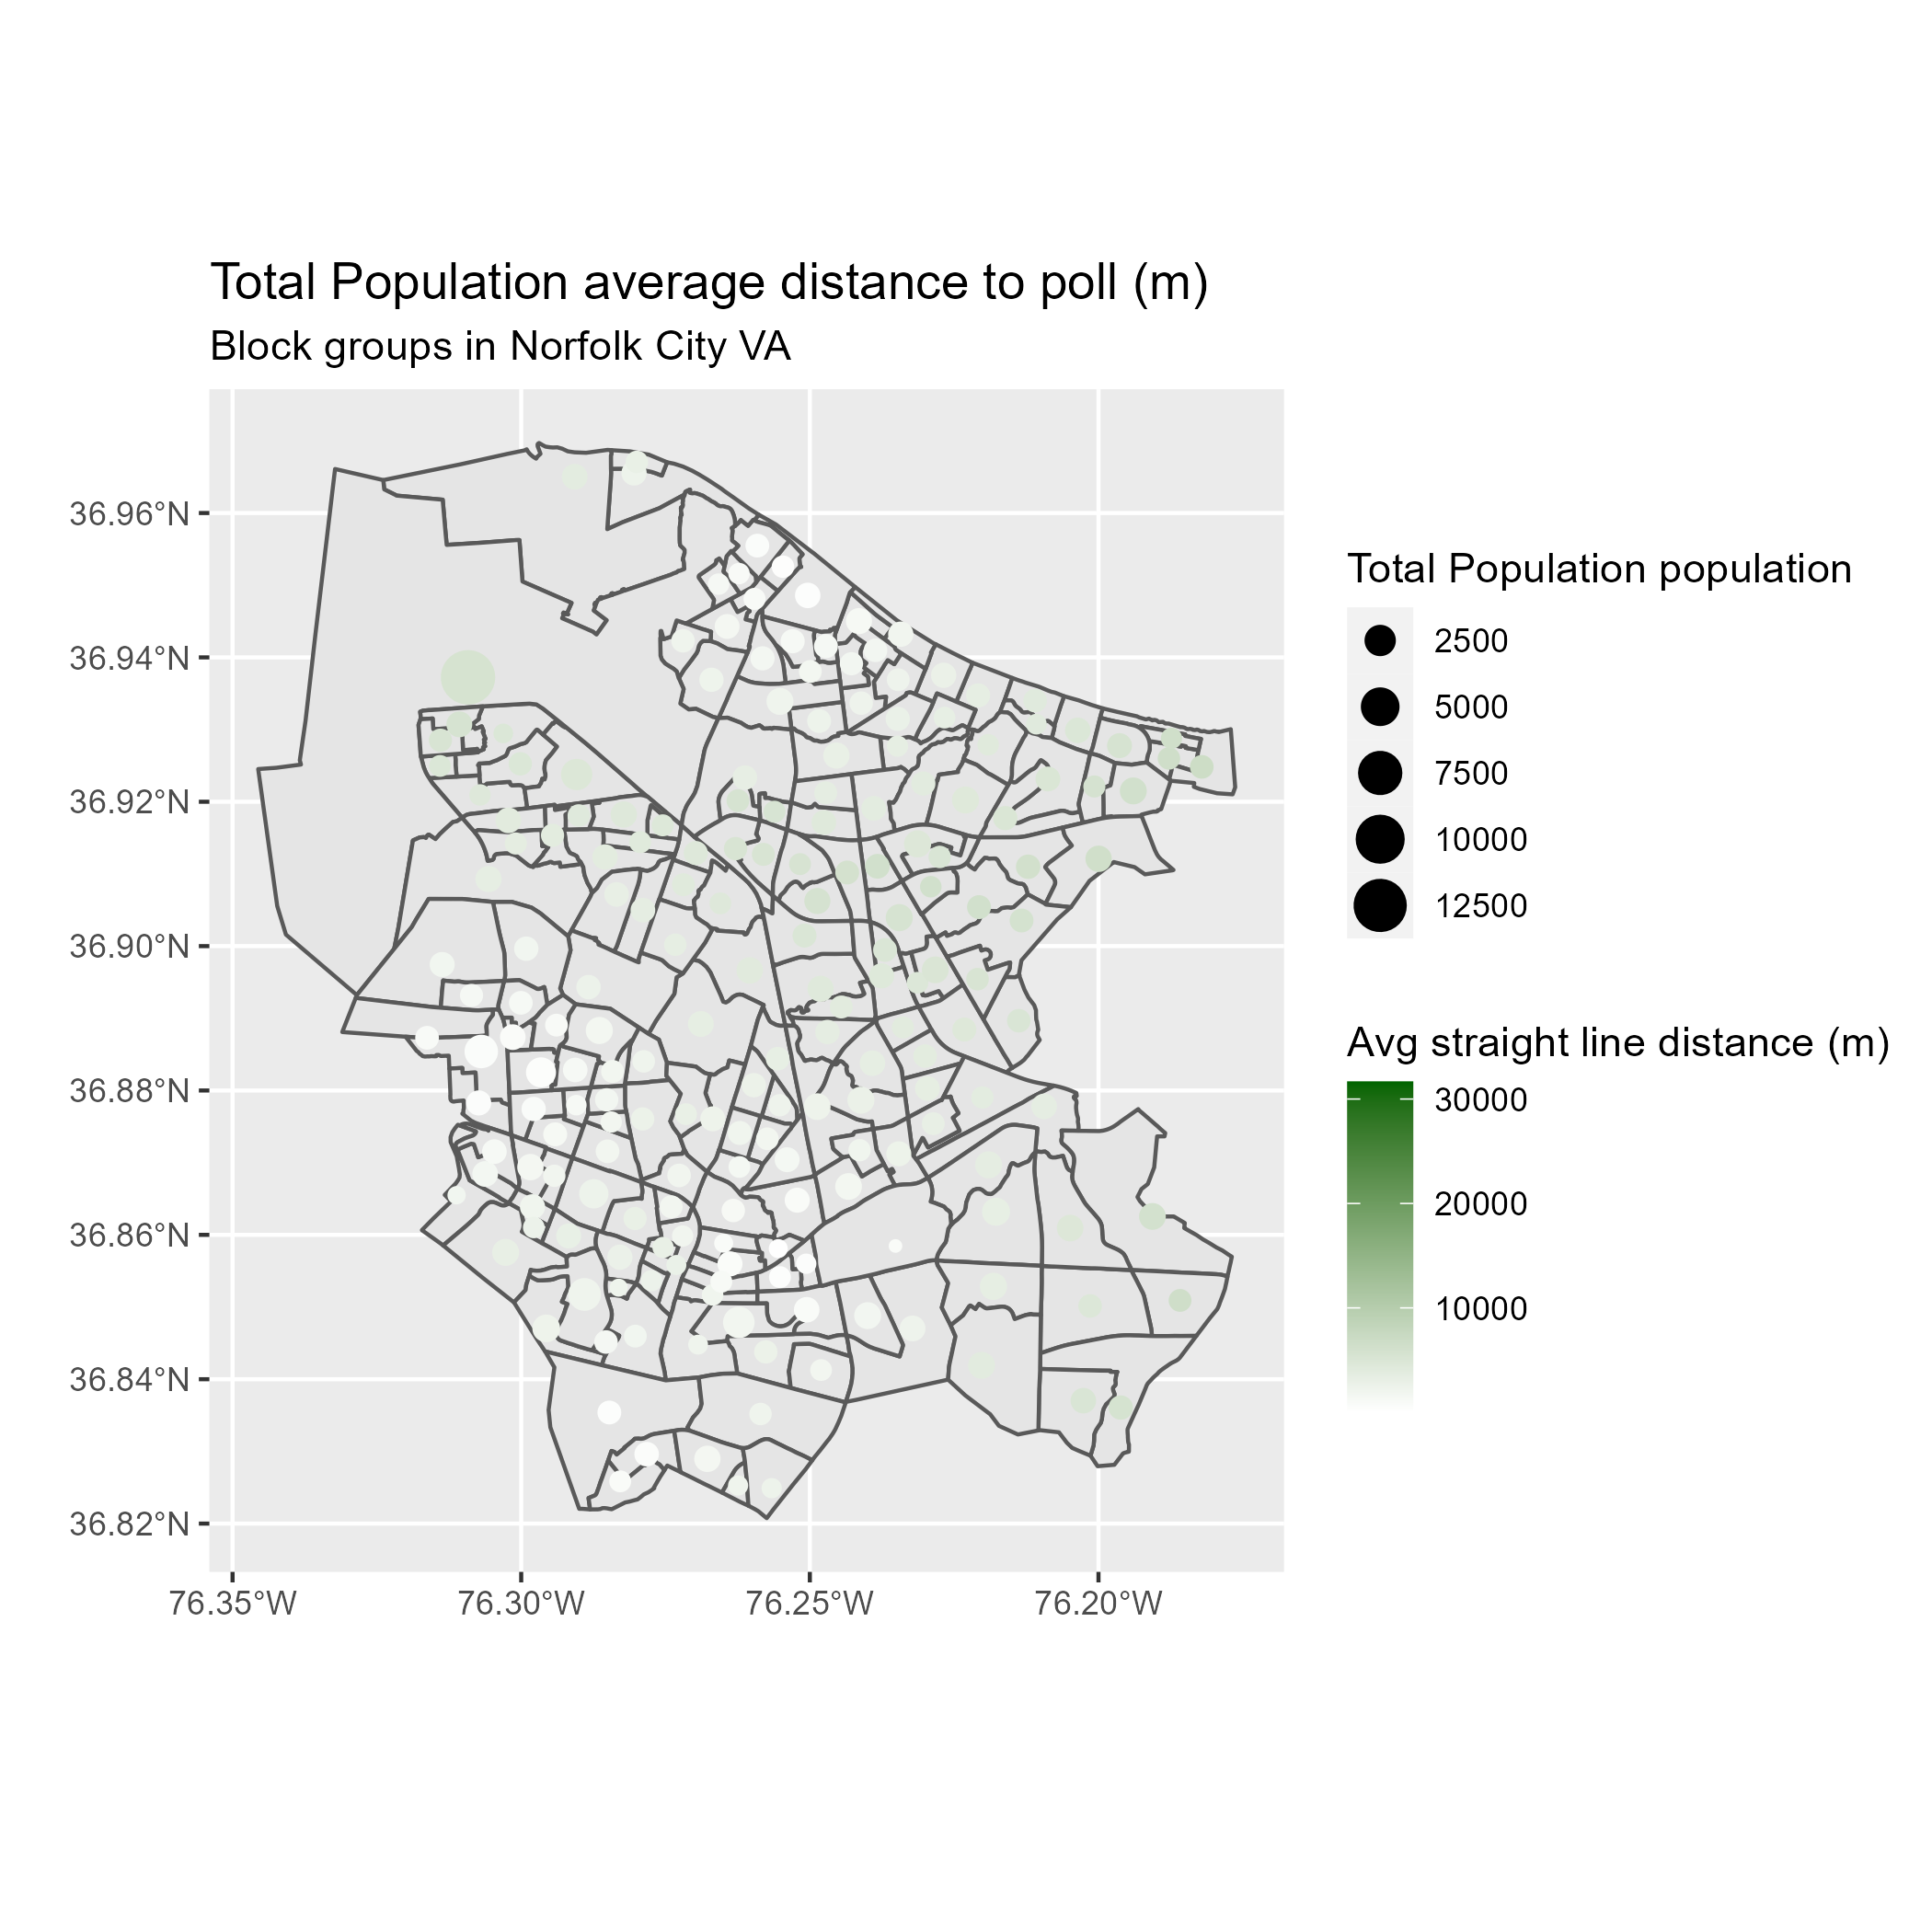 Total Population average distance to poll (m)
Block groups in Norfolk City VA
36.96°N
36.94°N
36.92°N
36.90°N
36.88°N
36.86°N
36.84°N
36.82°N
76.35°W
76.30°W
76.25°W
76.20°W
Total Population population
2500
5000
7500
10000
12500
Avg straight line distance (m)
30000
20000
10000